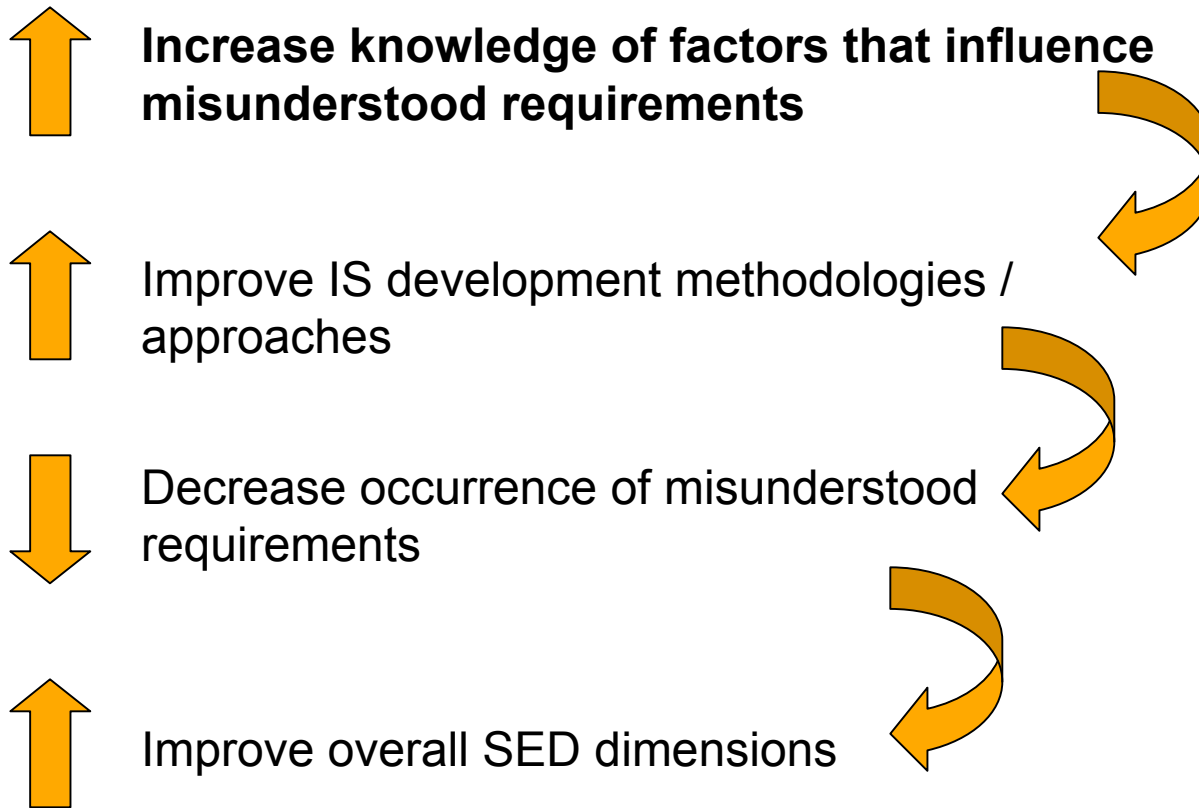 Increase knowledge of factors that influence
misunderstood requirements
Improve IS development methodologies /
approaches
Decrease occurrence of misunderstood
requirements
Improve overall SED dimensions